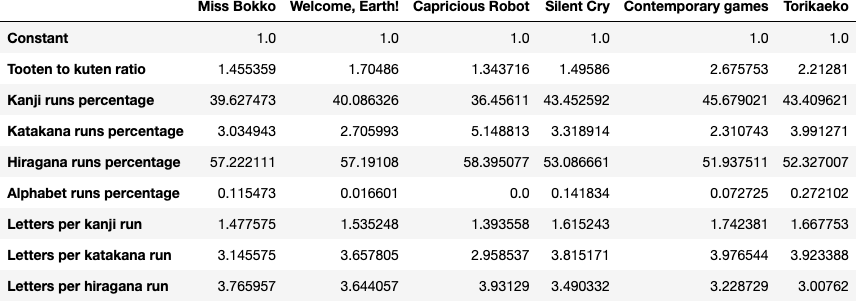 Miss Bokko Welcome, Earth! Capricious Robot Silent Cry Contemporary games Torikaeko
Constant 1.0 1.0 1.0 1.0 1.0 1.0
Tooten to kuten ratio 1.455359 1.70486 1.343716 1.49586 2.675753 2.21281
Kanji runs percentage 39.627473 40.086326 36.45611 43.452592 45.679021 43.409621
Katakana runs percentage 3.034943 2.705993 5.148813 3.318914 2.310743 3.991271
Hiragana runs percentage 57.222111 57.19108 58.395077 53.086661 51.937511 52.327007
Alphabet runs percentage 0.115473 0.016601 0.0 0.141834 0.072725 0.272102
Letters per kanji run 1.477575 1.535248 1.393558 1.615243 1.742381 1.667753
Letters per katakana run 3.145575 3.657805 2.958537 3.815171 3.976544 3.923388
Letters per hiragana run 3.765957 3.644057 3.93129 3.490332 3.228729 3.00762